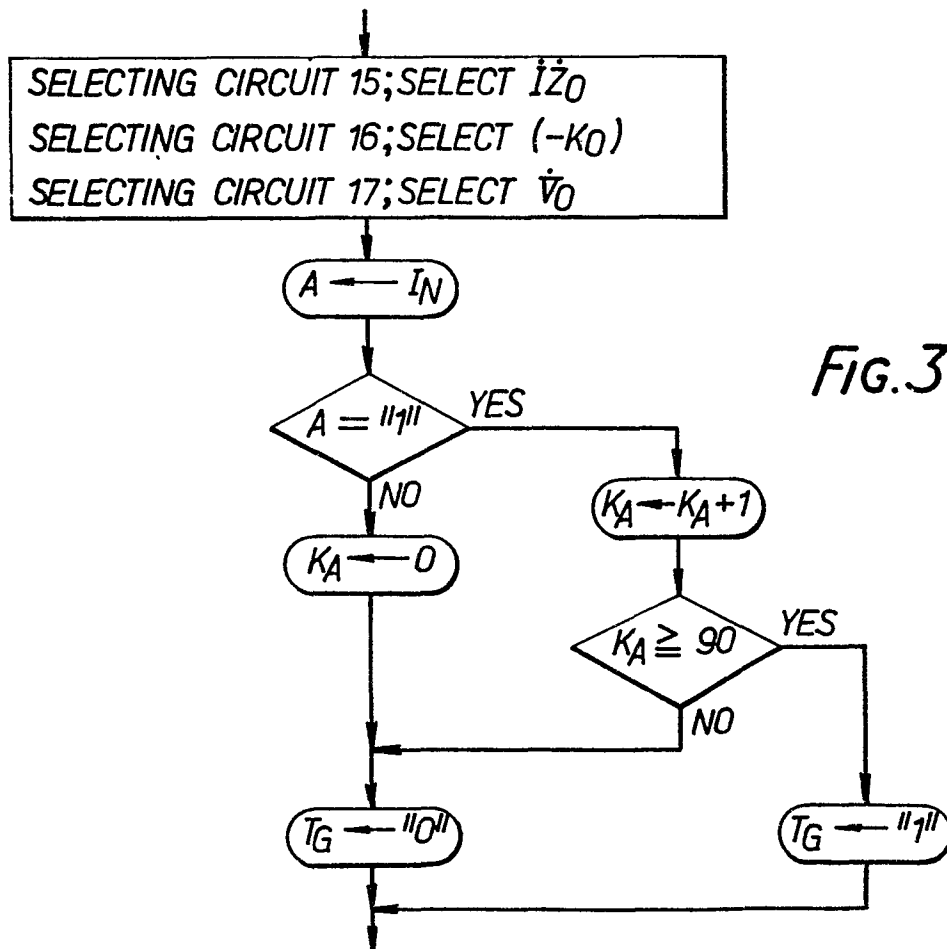 SELECTING CIRCUIT 15;SELECT İŻ0
SELECTING CIRCUIT 16;SELECT (-K0)
SELECTING CIRCUIT 17;SELECT V̇0
A ← IN
FIG.3
A = "1"
YES
NO
KA ← KA+1
KA ← 0
KA ≧ 90
YES
NO
TG ← "0"
TG ← "1"